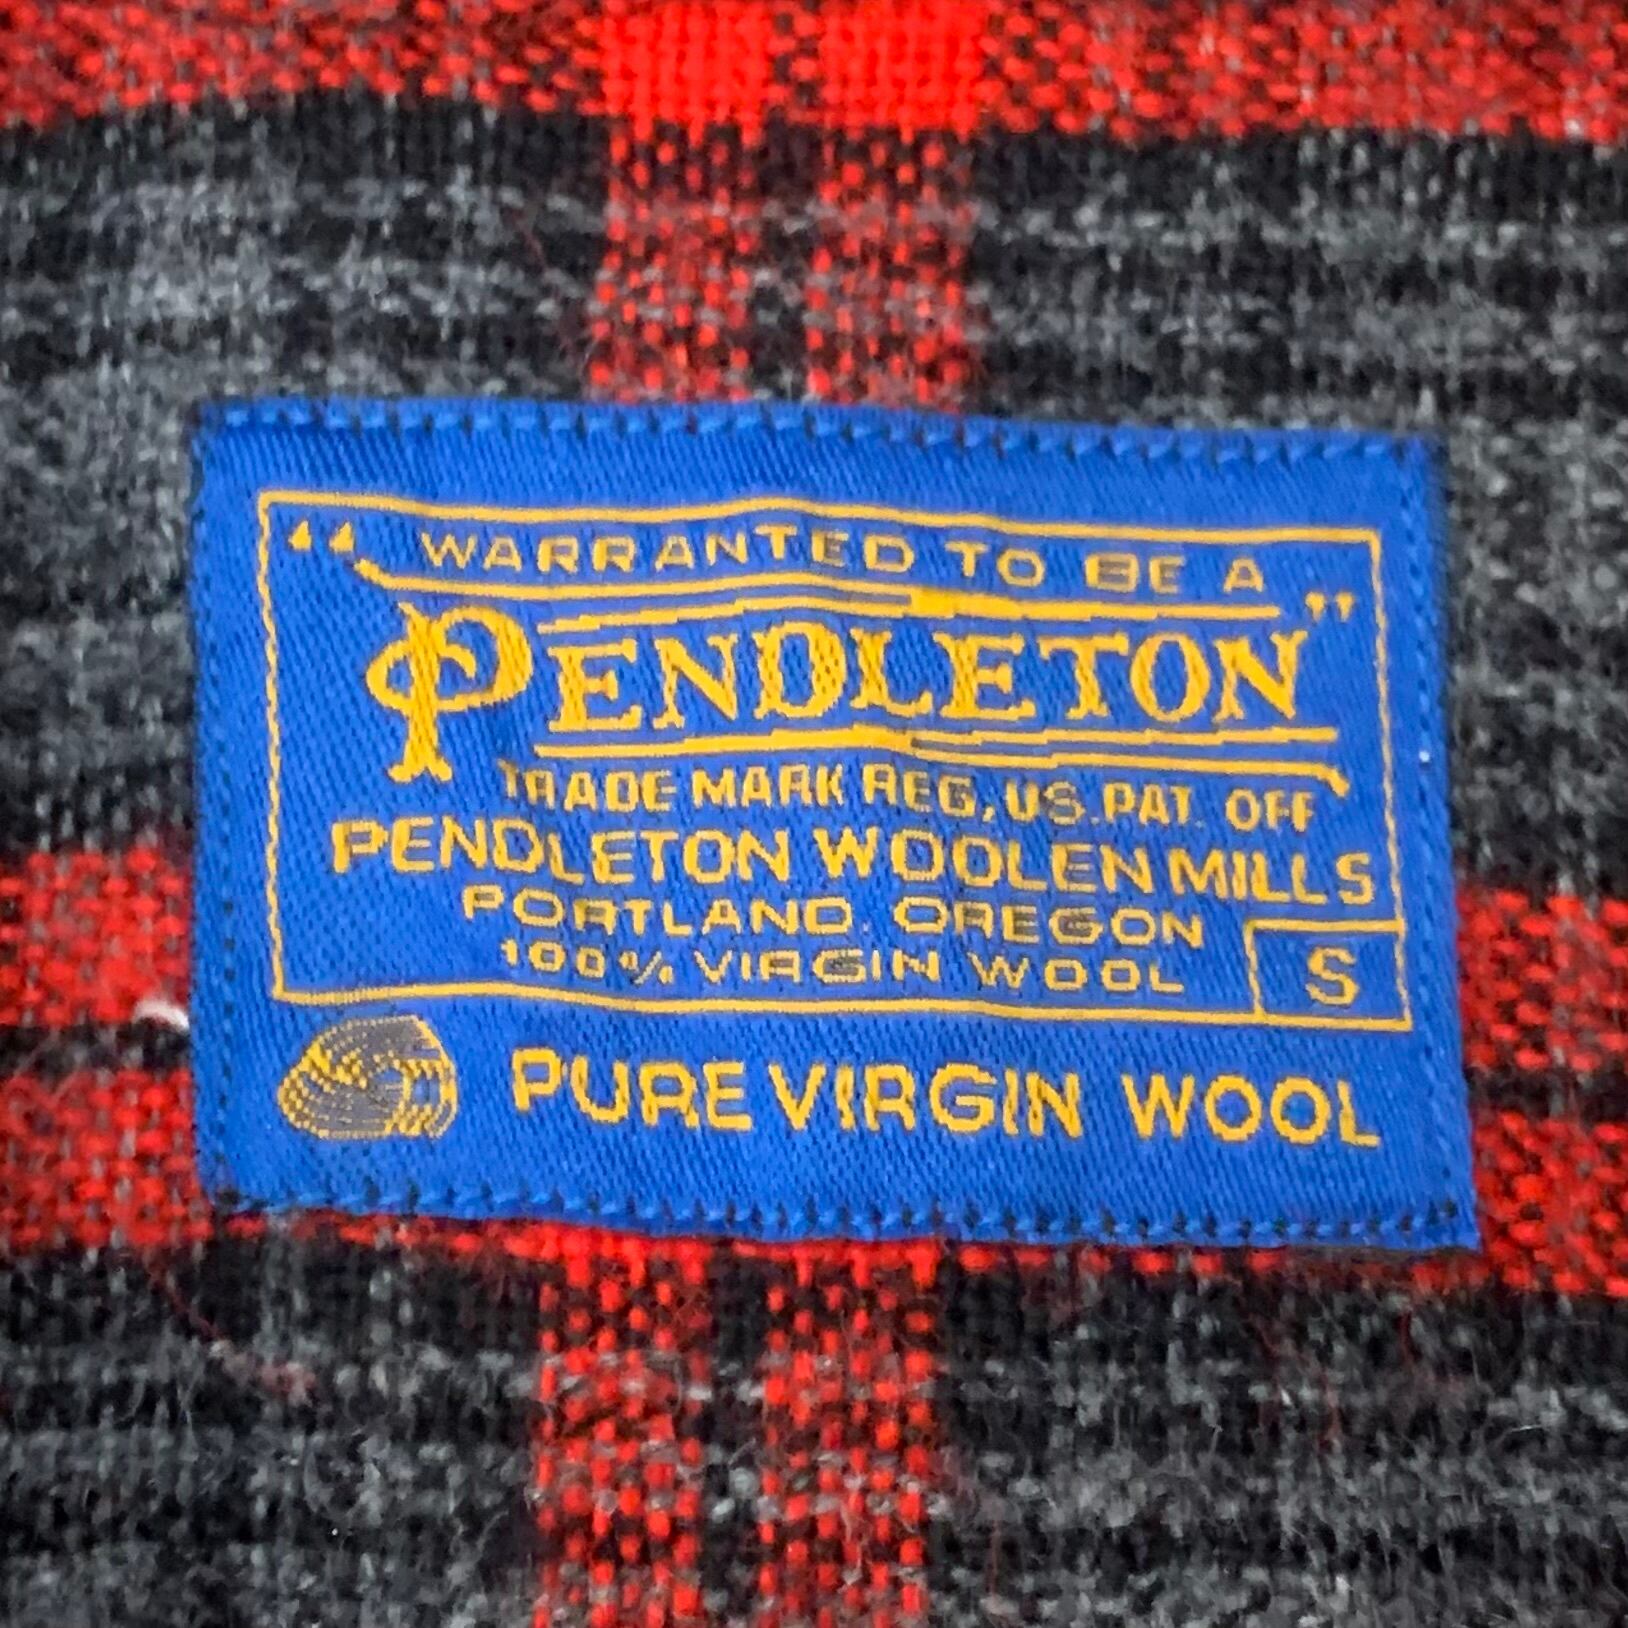 “ WARRANTED TO BE A ”
PENDLETON
TRADE MARK REG, US. PAT. OFF
PENDLETON WOOLEN MILLS
PORTLAND. OREGON
100% VIRGIN WOOL
S
PURE VIRGIN WOOL